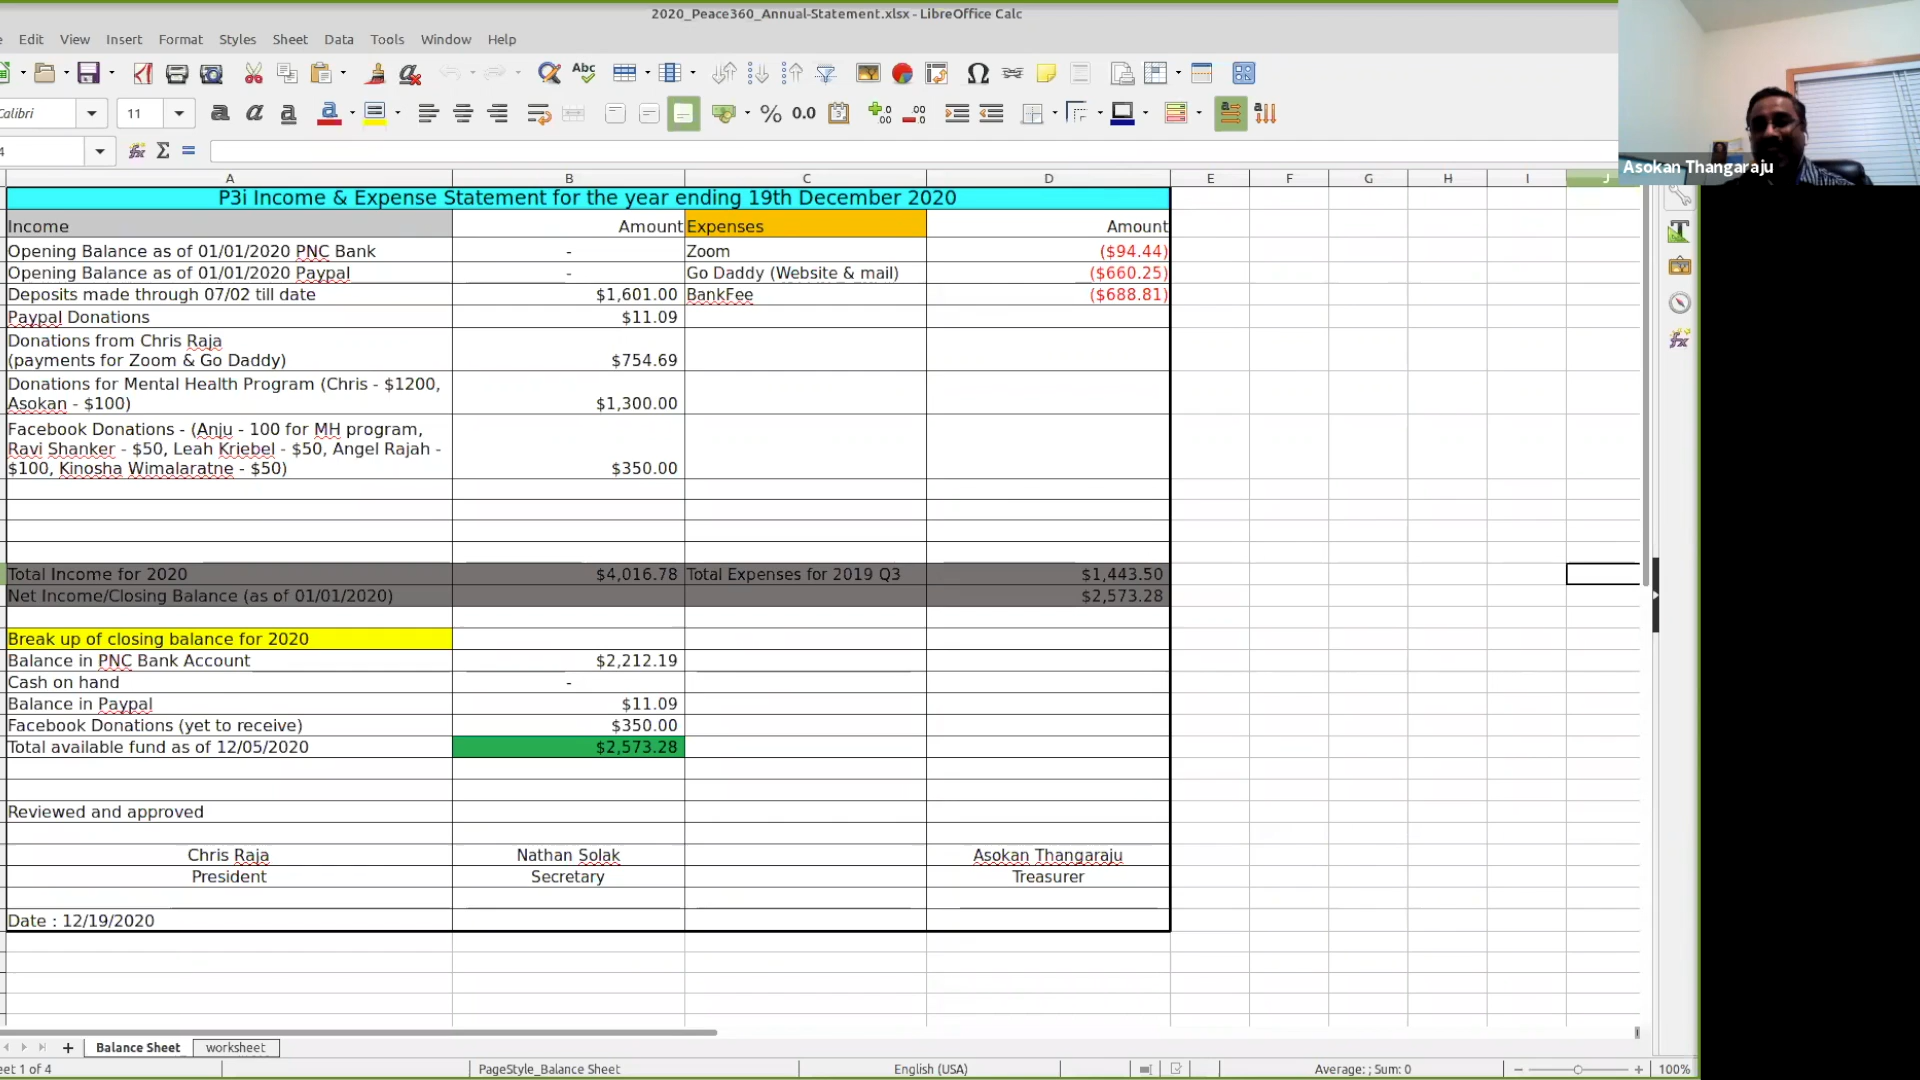 2020_Peace360_Annual-Statement.xlsx - LibreOffice Calc
Edit View Insert Format Styles Sheet Data Tools Window Help
Calibri 11
Asokan Thangaraju
A B C D E F G H I J
P3i Income & Expense Statement for the year ending 19th December 2020
Income Amount Expenses Amount
Opening Balance as of 01/01/2020 PNC Bank - Zoom ($94.44)
Opening Balance as of 01/01/2020 Paypal - Go Daddy (Website & mail) ($660.25)
Deposits made through 07/02 till date $1,601.00 BankFee ($688.81)
Paypal Donations $11.09
Donations from Chris Raja
(payments for Zoom & Go Daddy) $754.69
Donations for Mental Health Program (Chris - $1200,
Asokan - $100) $1,300.00
Facebook Donations - (Anju - 100 for MH program,
Ravi Shanker - $50, Leah Kriebel - $50, Angel Rajah -
$100, Kinosha Wimalaratne - $50) $350.00
Total Income for 2020 $4,016.78 Total Expenses for 2019 Q3 $1,443.50
Net Income/Closing Balance (as of 01/01/2020) $2,573.28
Break up of closing balance for 2020
Balance in PNC Bank Account $2,212.19
Cash on hand -
Balance in Paypal $11.09
Facebook Donations (yet to receive) $350.00
Total available fund as of 12/05/2020 $2,573.28
Reviewed and approved
Chris Raja Nathan Solak Asokan Thangaraju
President Secretary Treasurer
Date : 12/19/2020
Balance Sheet worksheet
eet 1 of 4 PageStyle_Balance Sheet English (USA) Average: ; Sum: 0 100%